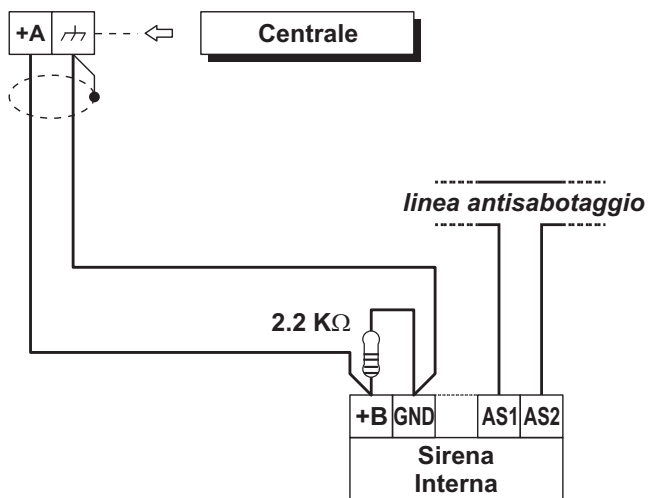 +A
Centrale
linea antisabotaggio
2.2 KΩ
+B GND AS1 AS2
Sirena
Interna